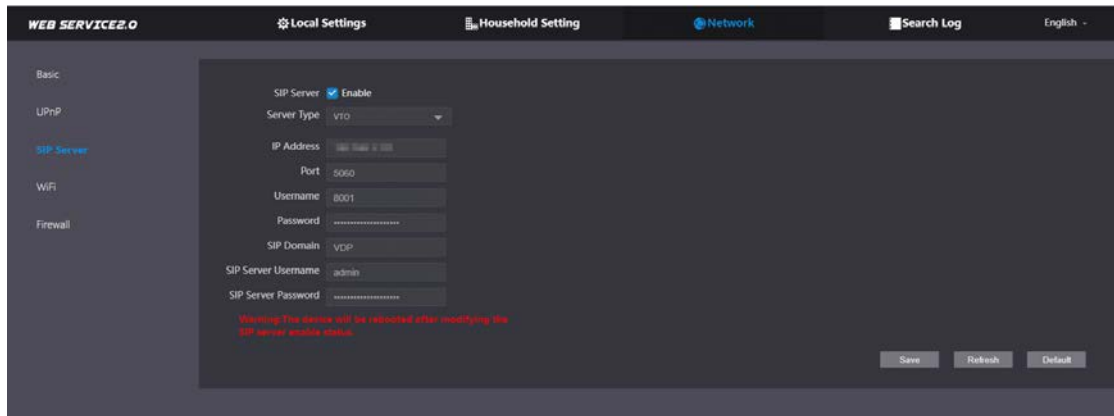 WEB SERVICE2.0 Local Settings Household Setting Network Search Log English
Basic
UPnP
SIP Server
WiFi
Firewall
SIP Server Enable
Server Type VTO
IP Address
Port 5060
Username 8001
Password
SIP Domain VDP
SIP Server Username admin
SIP Server Password
Warning:The device will be rebooted after modifying the
SIP server enable status.
Save Refresh Default